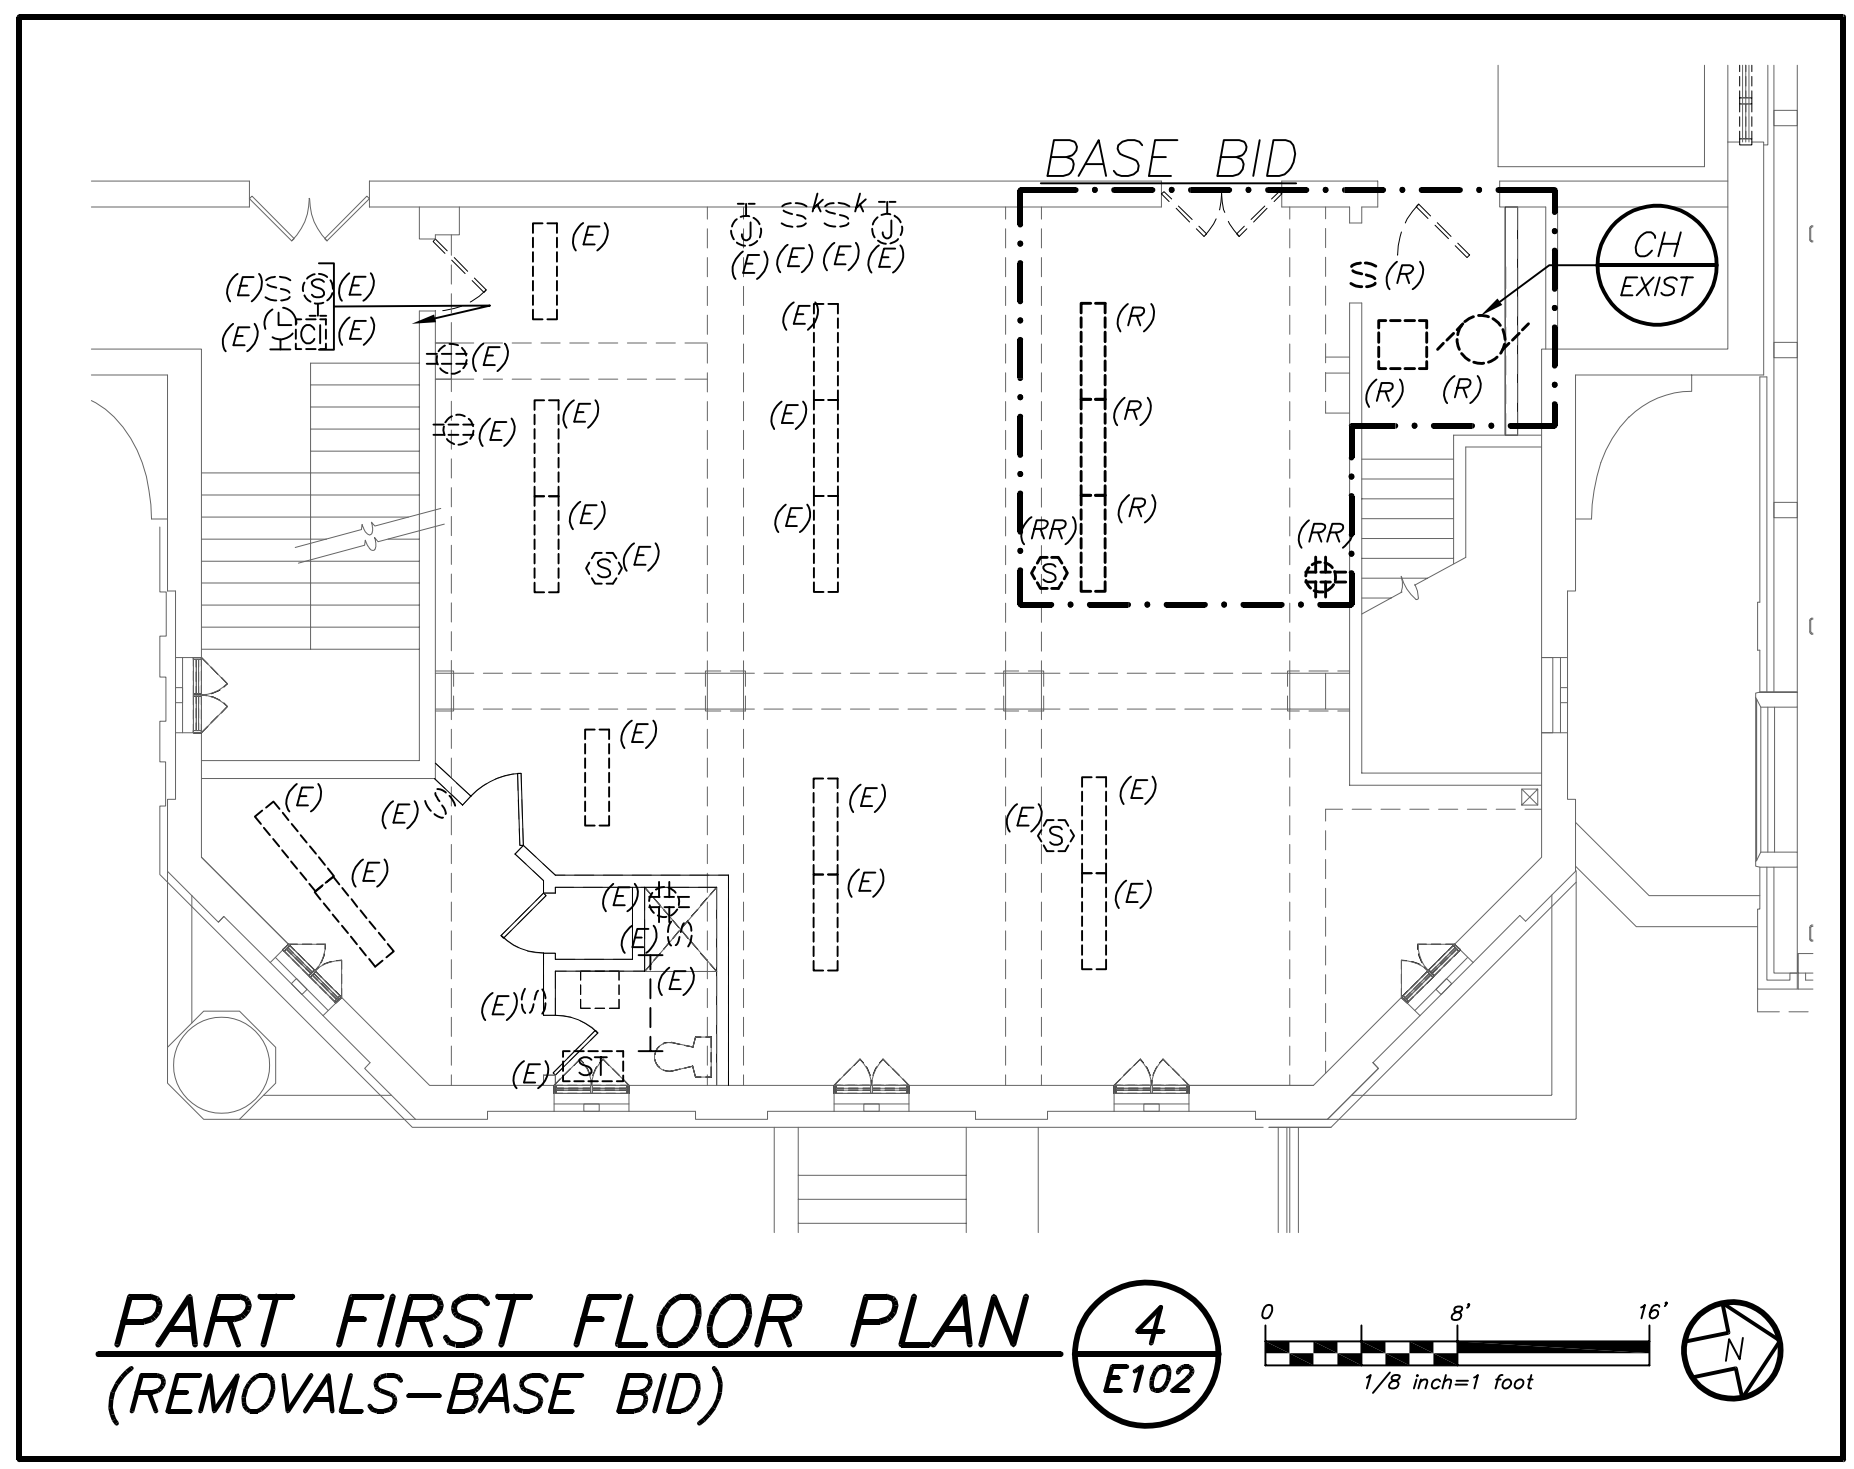 BASE BID
(E)
J
(E)
S k
(E)
S k
(E)
J
(E)
CH
EXIST
(E) S
S (E)
(E) L
CI (E)
S (R)
(E)
(R)
(E)
(R)
(R)
(E)
(E)
(E)
(E)
(R)
(E)
(E)
(R)
(RR)
S
(RR)
S (E)
(E)
(E)
(E) S
(E)
(E)
(E) S
(E)
(E)
(E)
(E)
(E) S
(E)
(E) S
(E) ST
PART FIRST FLOOR PLAN
(REMOVALS-BASE BID)
4
E102
0 8' 16'
1/8 inch=1 foot
N